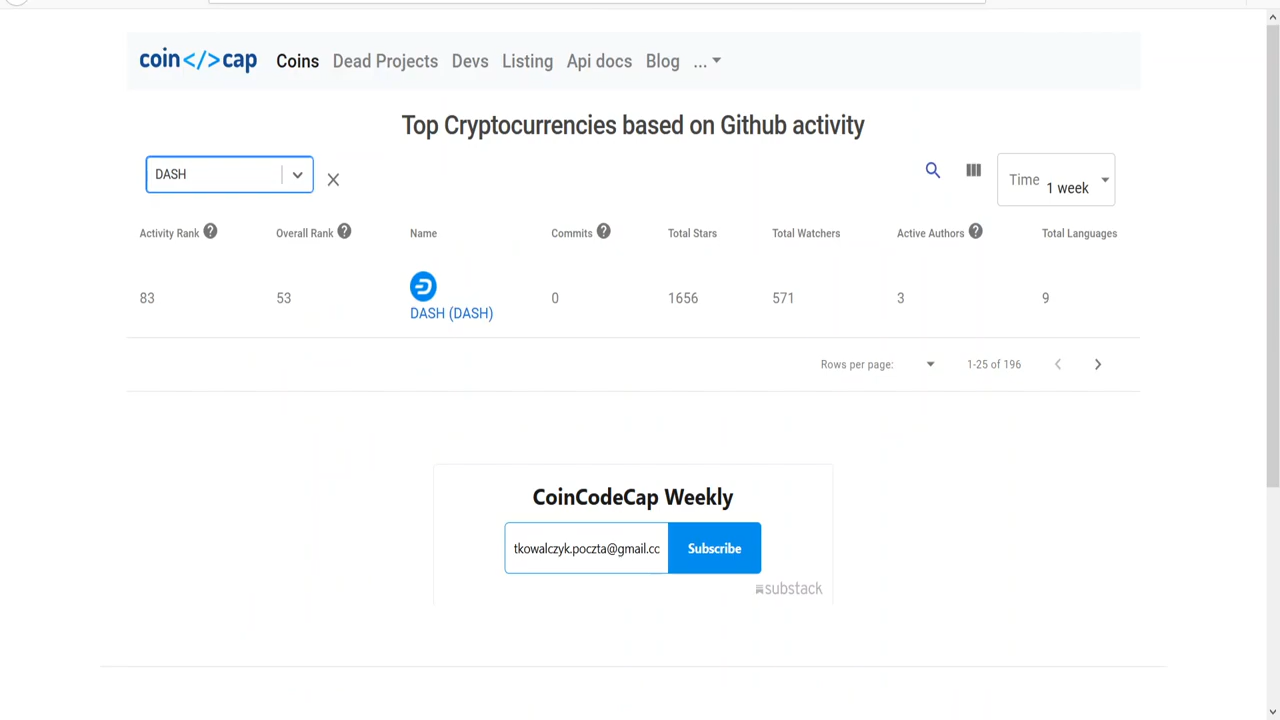 coin</>cap Coins Dead Projects Devs Listing Api docs Blog ...
Top Cryptocurrencies based on Github activity
DASH
Time 1 week
Activity Rank ? Overall Rank ? Name Commits ? Total Stars Total Watchers Active Authors ? Total Languages
83 53 DASH (DASH) 0 1656 571 3 9
Rows per page: 1-25 of 196
CoinCodeCap Weekly
tkowalczyk.poczta@gmail.cc Subscribe
substack